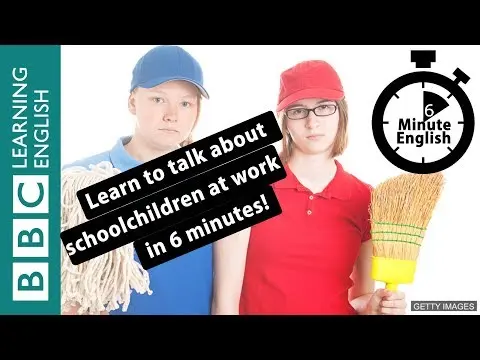 BBC
LEARNING
ENGLISH
6
Minute
English
Learn to talk about
schoolchildren at work
in 6 minutes!
GETTY IMAGES